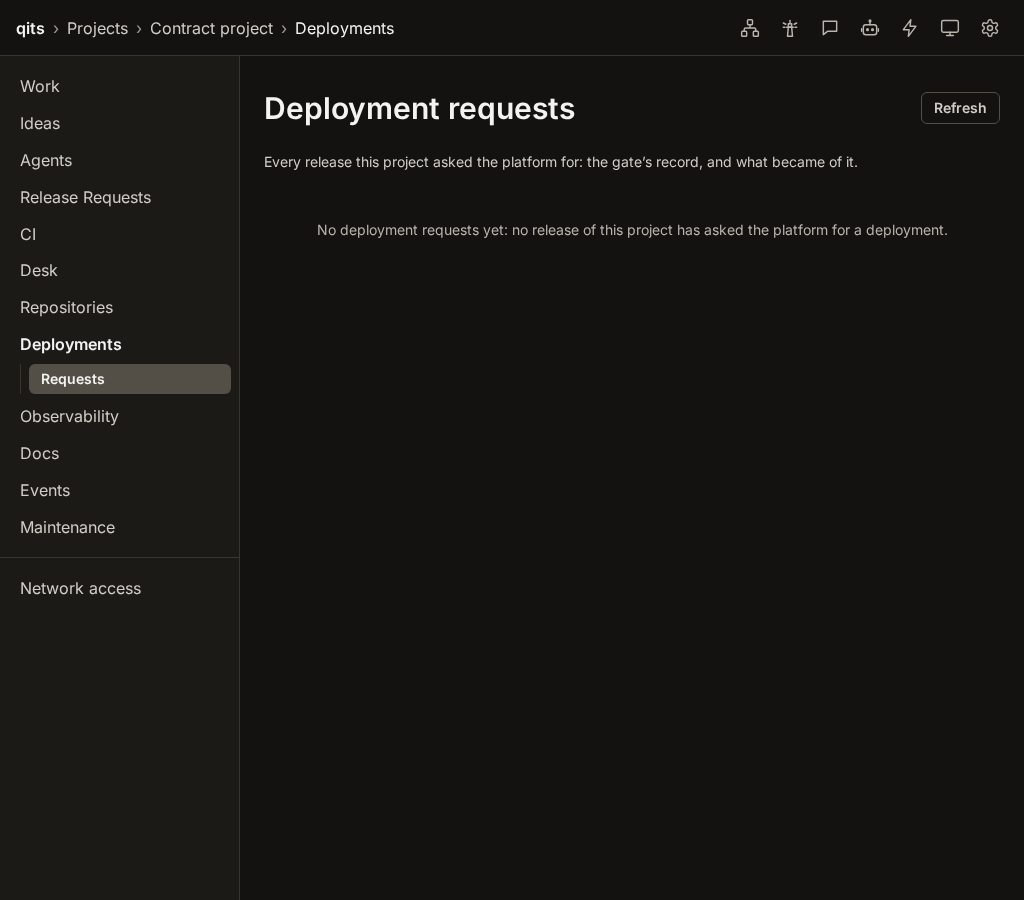 qits › Projects › Contract project › Deployments
Work
Ideas
Agents
Release Requests
CI
Desk
Repositories
Deployments
Requests
Observability
Docs
Events
Maintenance
Network access
Deployment requests
Refresh
Every release this project asked the platform for: the gate’s record, and what became of it.
No deployment requests yet: no release of this project has asked the platform for a deployment.